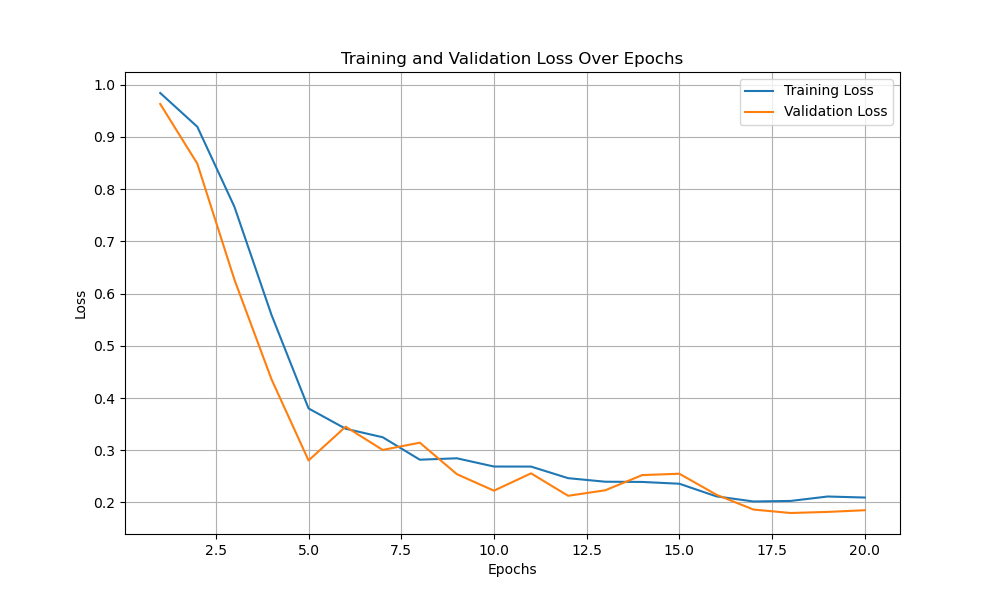 Training and Validation Loss Over Epochs
Training Loss
Validation Loss
Loss
1.0
0.9
0.8
0.7
0.6
0.5
0.4
0.3
0.2
2.5 5.0 7.5 10.0 12.5 15.0 17.5 20.0
Epochs